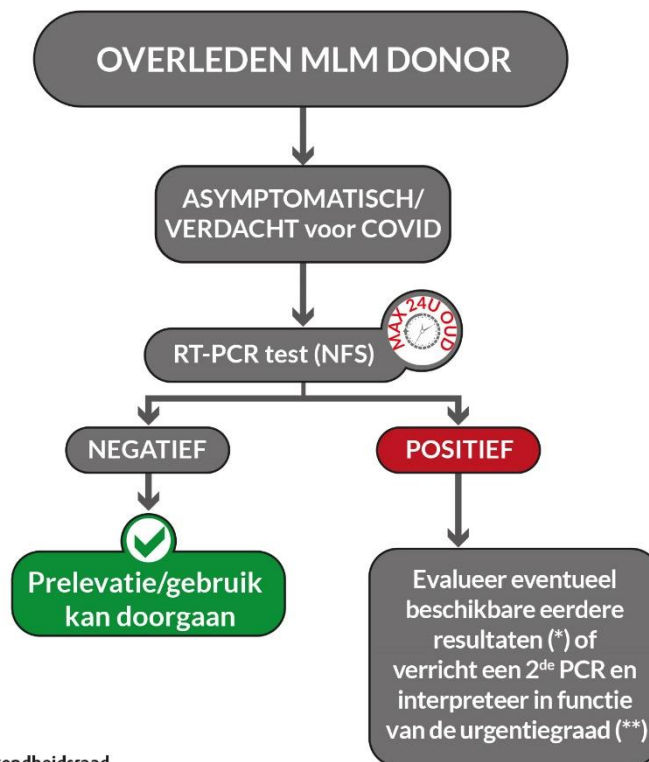 OVERLEDEN MLM DONOR
ASYMPTOMATISCH/
VERDACHT voor COVID
MAX 24U OUD
RT-PCR test (NFS)
NEGATIEF
POSITIEF
Prelevatie/gebruik
kan doorgaan
Evalueer eventueel
beschikbare eerdere
resultaten (*) of
verricht een 2de PCR en
interpreteer in functie
van de urgentiegraad (**)